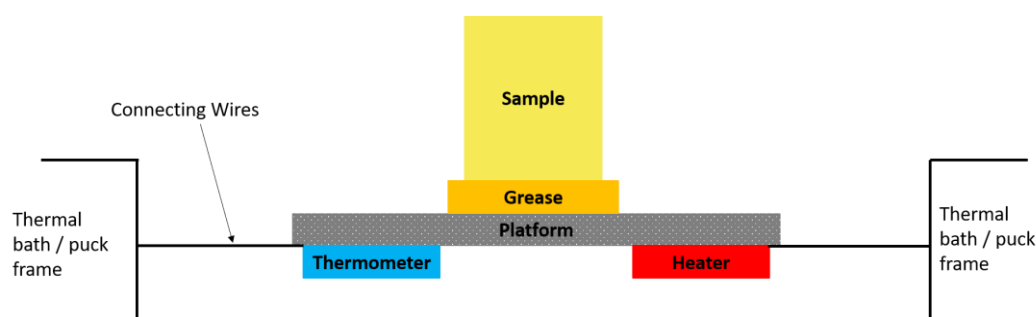 Sample
Connecting Wires
Grease
Thermal
bath / puck
frame
Platform
Thermometer
Heater
Thermal
bath / puck
frame